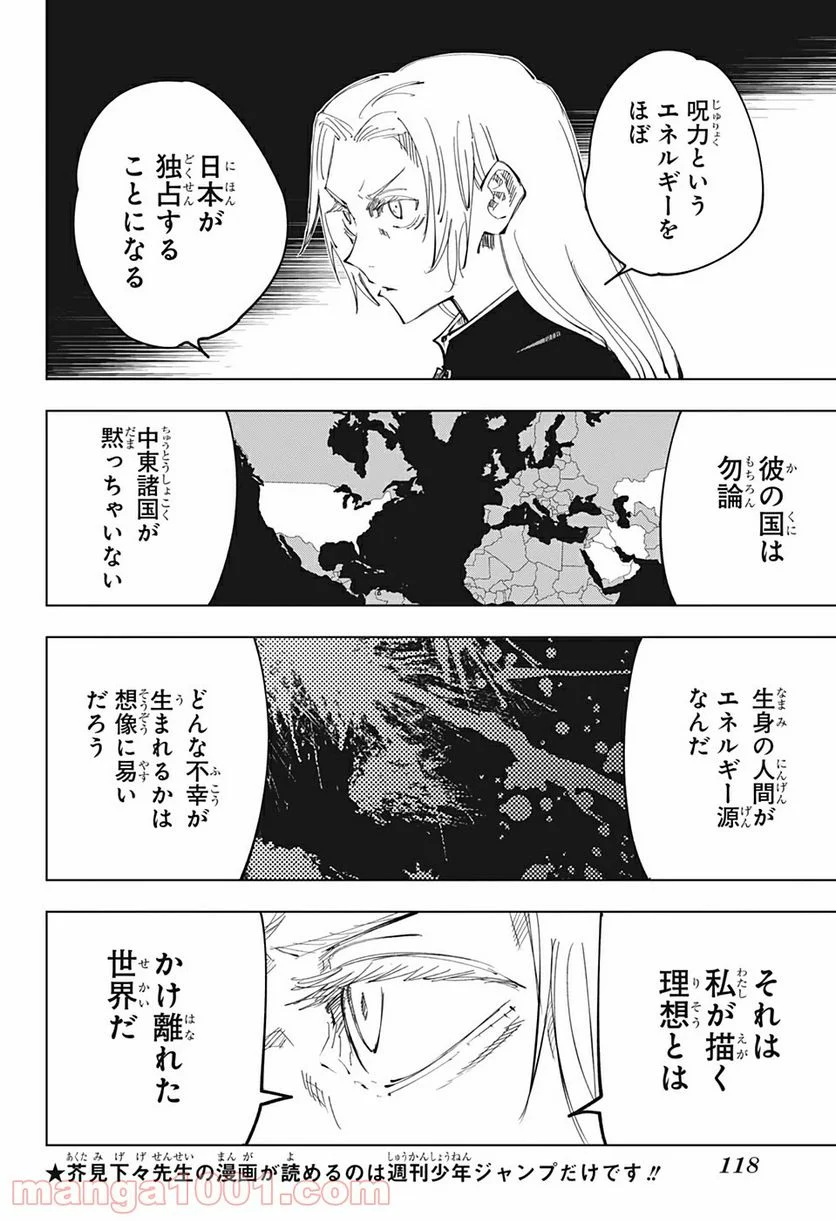 呪力という
エネルギーを
ほぼ
日本が
独占する
ことになる
彼の国は
勿論
中東諸国が
黙っちゃいない
生身の人間が
エネルギー源
なんだ
どんな不幸が
生まれるかは
想像に易い
だろう
それは
私が描く
理想とは
かけ離れた
世界だ
★芥見下々先生の漫画が読めるのは週刊少年ジャンプだけです!!
118
manga1001.com